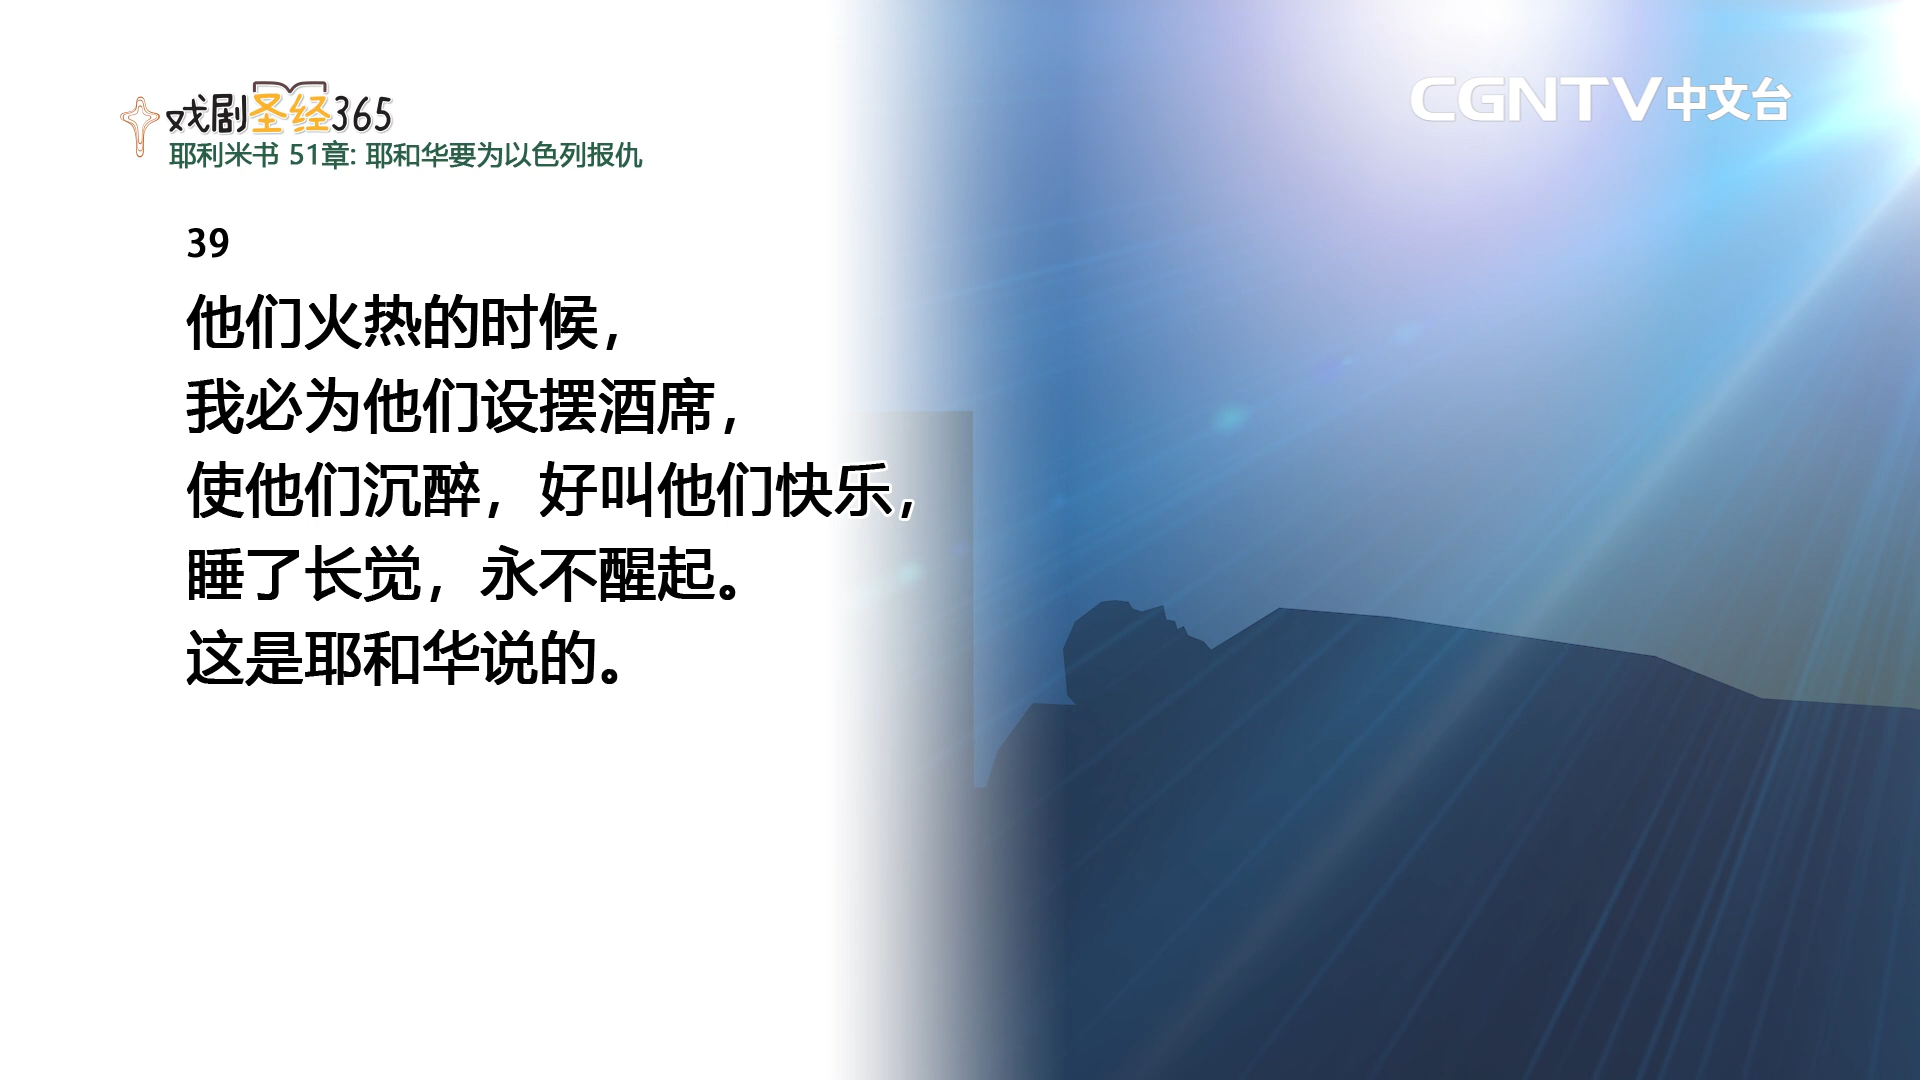 戏剧圣经365
CGNTV中文台
耶利米书 51章: 耶和华要为以色列报仇
39
他们火热的时候，
我必为他们设摆酒席，
使他们沉醉，好叫他们快乐，
睡了长觉，永不醒起。
这是耶和华说的。